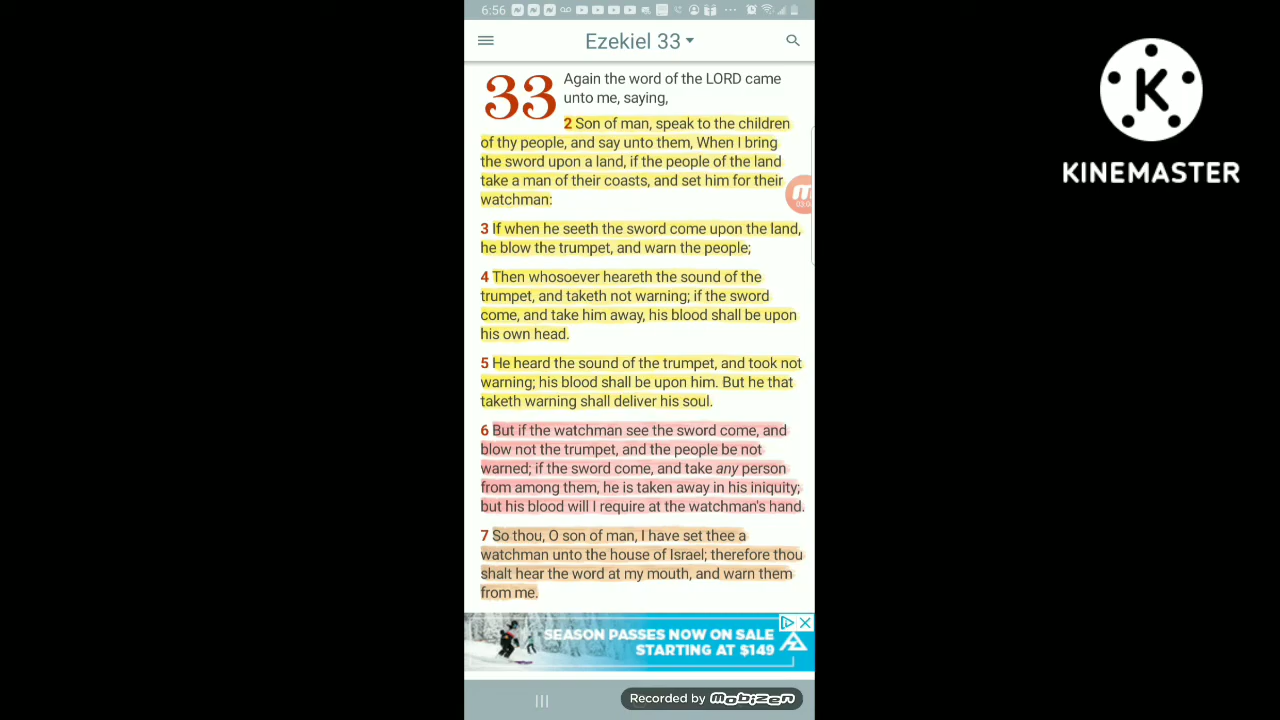 6:56
Ezekiel 33
33 Again the word of the LORD came
unto me, saying,
2 Son of man, speak to the children
of thy people, and say unto them, When I bring
the sword upon a land, if the people of the land
take a man of their coasts, and set him for their
watchman:
3 If when he seeth the sword come upon the land,
he blow the trumpet, and warn the people;
4 Then whosoever heareth the sound of the
trumpet, and taketh not warning; if the sword
come, and take him away, his blood shall be upon
his own head.
5 He heard the sound of the trumpet, and took not
warning; his blood shall be upon him. But he that
taketh warning shall deliver his soul.
6 But if the watchman see the sword come, and
blow not the trumpet, and the people be not
warned; if the sword come, and take any person
from among them, he is taken away in his iniquity;
but his blood will I require at the watchman's hand.
7 So thou, O son of man, I have set thee a
watchman unto the house of Israel; therefore thou
shalt hear the word at my mouth, and warn them
from me.
SEASON PASSES NOW ON SALE
STARTING AT $149
Recorded by Mobizen
K
KINEMASTER